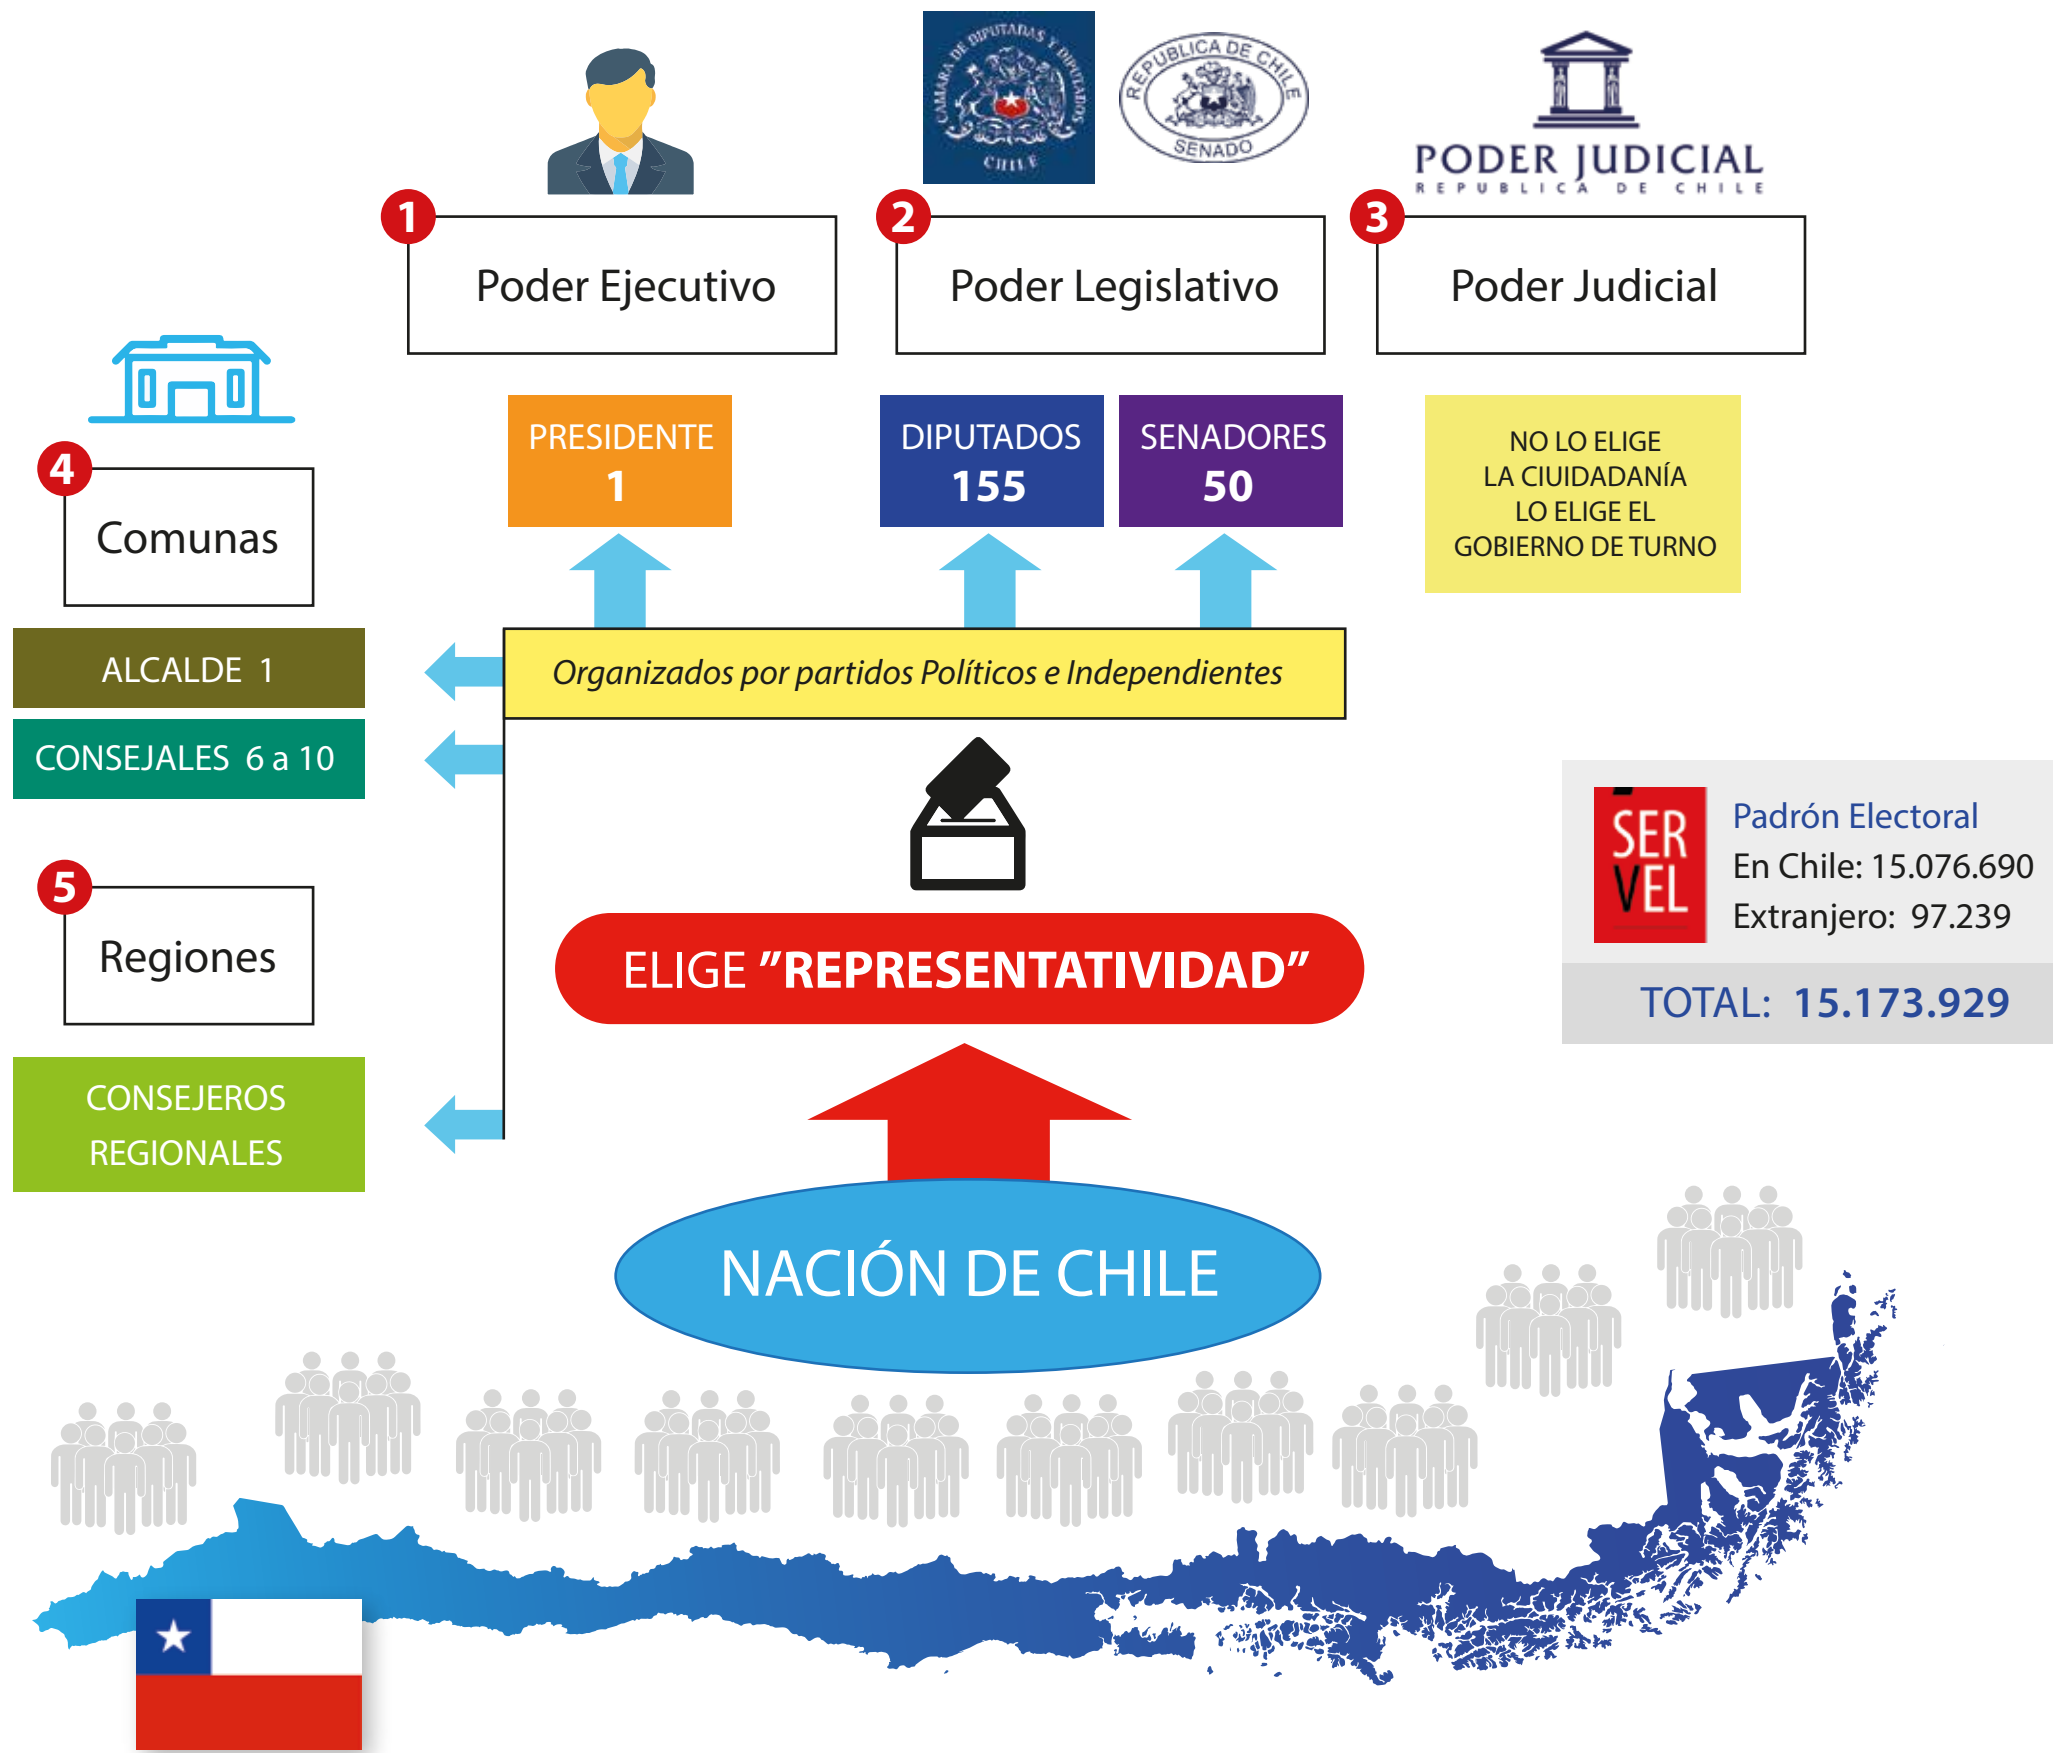 CAMARA DE DIPUTADAS Y DIPUTADOS
CHILE
REPUBLICA DE CHILE
SENADO
PODER JUDICIAL
REPUBLICA DE CHILE
1
Poder Ejecutivo
2
Poder Legislativo
3
Poder Judicial
PRESIDENTE
1
DIPUTADOS
155
SENADORES
50
NO LO ELIGE
LA CIUIDADANÍA
LO ELIGE EL
GOBIERNO DE TURNO
4
Comunas
ALCALDE 1
CONSEJALES 6 a 10
Organizados por partidos Políticos e Independientes
5
Regiones
CONSEJEROS
REGIONALES
ELIGE "REPRESENTATIVIDAD"
SER
VEL
Padrón Electoral
En Chile: 15.076.690
Extranjero: 97.239
TOTAL: 15.173.929
NACIÓN DE CHILE